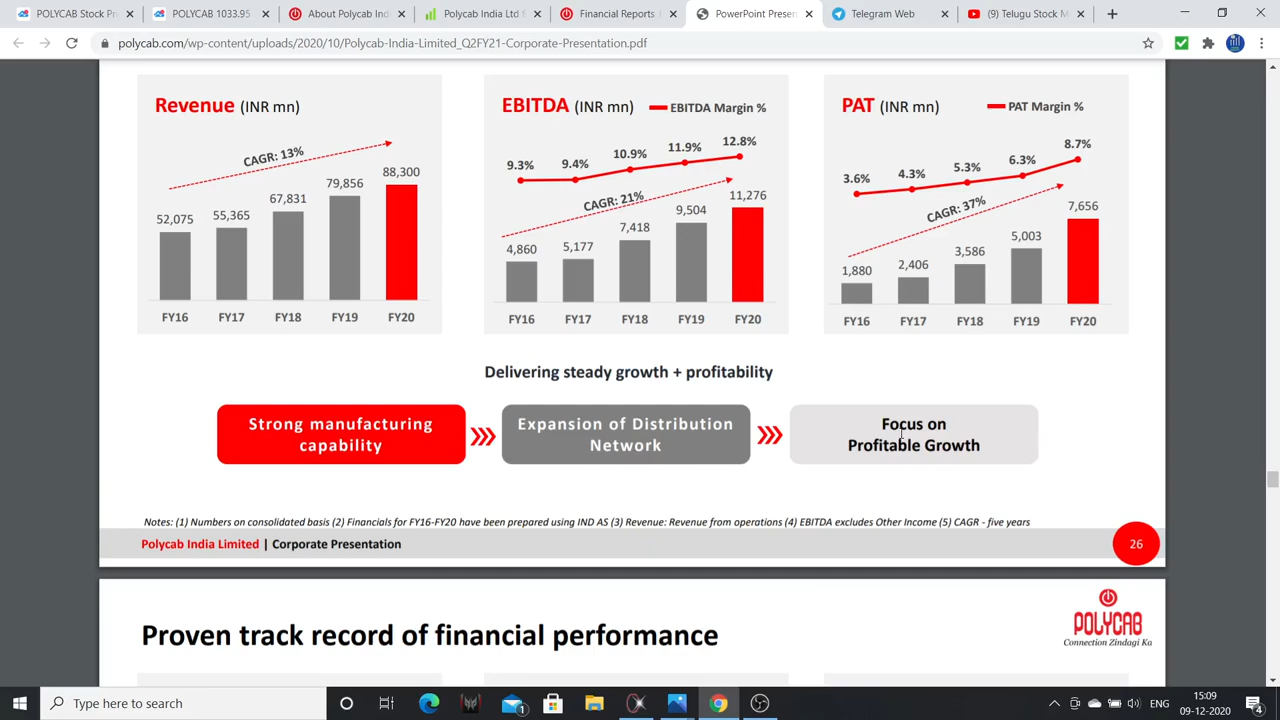 POLYCAB Stock Pri
POLYCAB 1033.95
About Polycab Ind
Polycab India Ltd f
Financial Reports |
PowerPoint Presen
Telegram Web
(9) Telugu Stock M
polycab.com/wp-content/uploads/2020/10/Polycab-India-Limited_Q2FY21-Corporate-Presentation.pdf
Revenue (INR mn)
CAGR: 13%
52,075 55,365 67,831 79,856 88,300
FY16 FY17 FY18 FY19 FY20
EBITDA (INR mn) EBITDA Margin %
9.3% 9.4% 10.9% 11.9% 12.8%
CAGR: 21%
4,860 5,177 7,418 9,504 11,276
FY16 FY17 FY18 FY19 FY20
PAT (INR mn) PAT Margin %
3.6% 4.3% 5.3% 6.3% 8.7%
CAGR: 37%
1,880 2,406 3,586 5,003 7,656
FY16 FY17 FY18 FY19 FY20
Delivering steady growth + profitability
Strong manufacturing
capability
Expansion of Distribution
Network
Focus on
Profitable Growth
Notes: (1) Numbers on consolidated basis (2) Financials for FY16-FY20 have been prepared using IND AS (3) Revenue: Revenue from operations (4) EBITDA excludes Other Income (5) CAGR - five years
Polycab India Limited | Corporate Presentation
26
Proven track record of financial performance
POLYCAB
Connection Zindagi Ka
Type here to search
1
ENG
15:09
09-12-2020
4